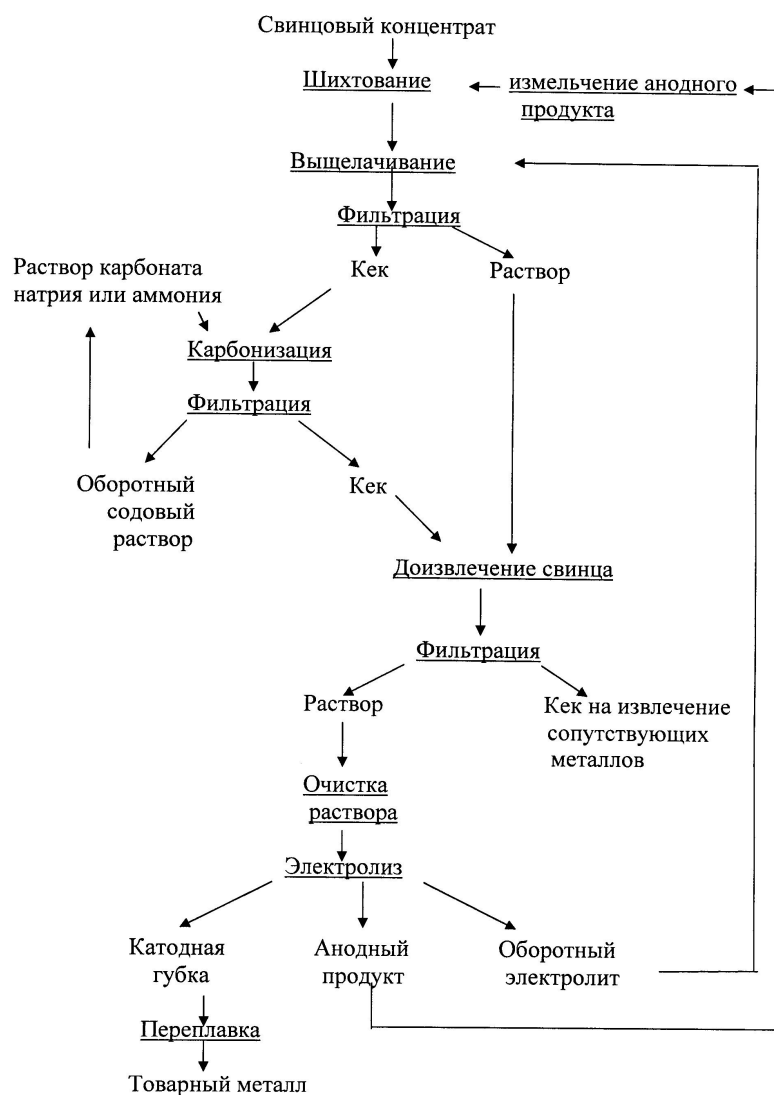 Свинцовый концентрат
Шихтование
измельчение анодного
продукта
Выщелачивание
Фильтрация
Кек
Раствор
Раствор карбоната
натрия или аммония
Карбонизация
Фильтрация
Оборотный
содовый
раствор
Кек
Доизвлечение свинца
Фильтрация
Раствор
Кек на извлечение
сопутствующих
металлов
Очистка
раствора
Электролиз
Катодная
губка
Анодный
продукт
Оборотный
электролит
Переплавка
Товарный металл